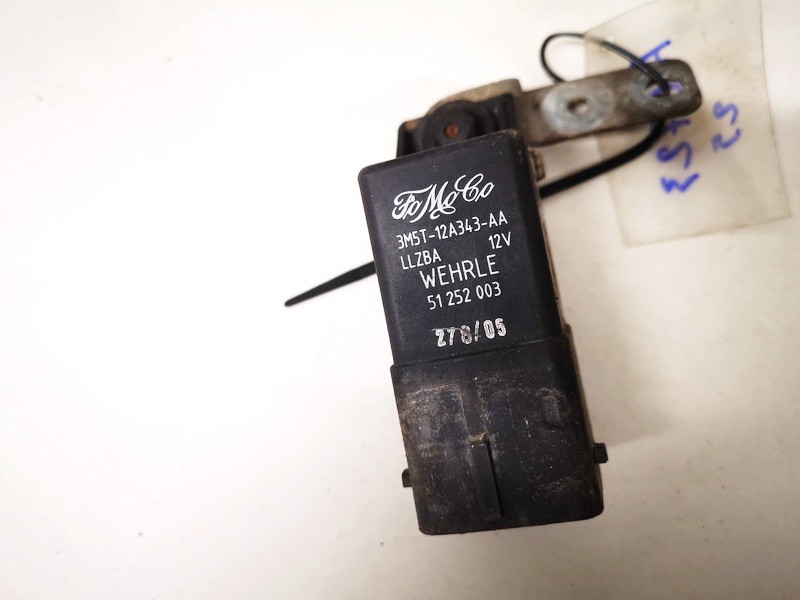 FoMoCo
3M5T-12A343-AA
LLZBA 12V
WEHRLE
51 252 003
278/05